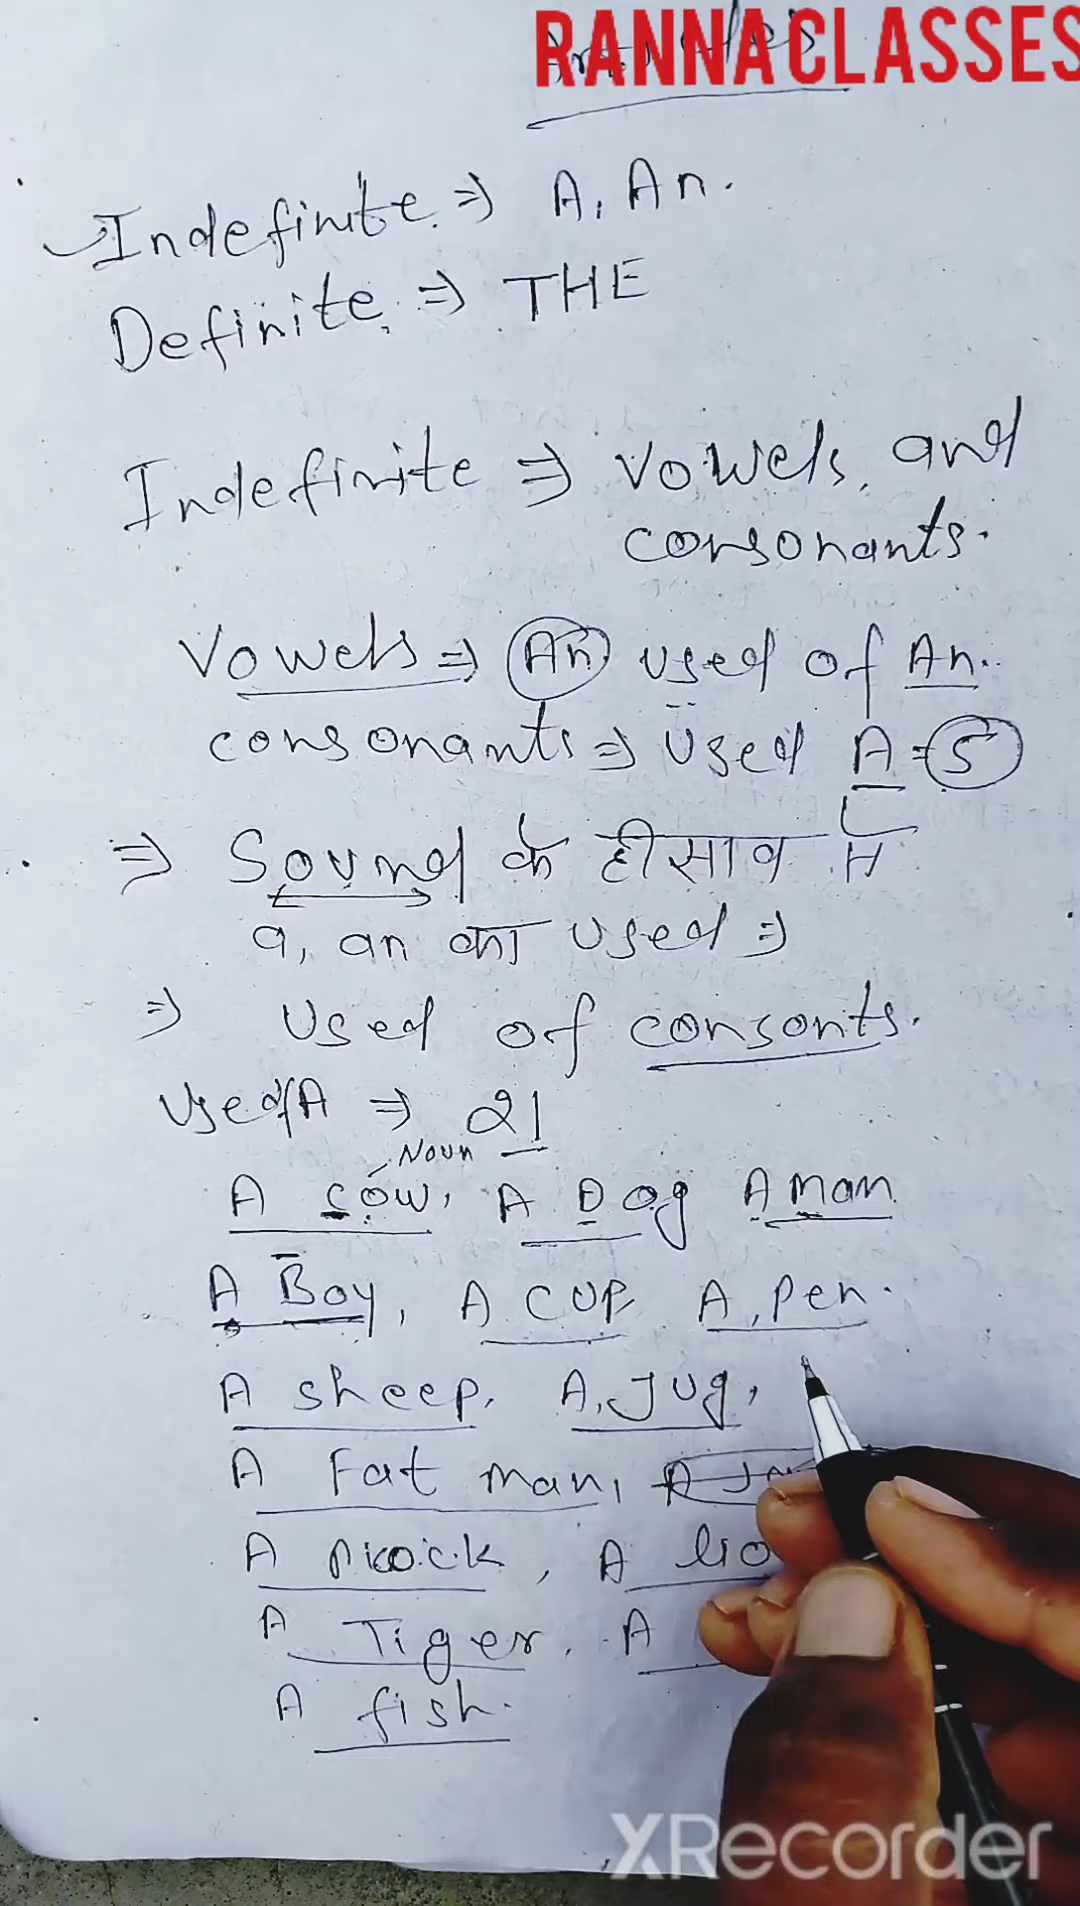 RANNA CLASSES
Indefinite ⇒ A, An.
Definite ⇒ THE
Indefinite ⇒ Vowels, and
consonants.
Vowels ⇒ An used of An.
consonants ⇒ Used A = 5
⇒ Sound के हीसाव से
a, an का used ⇒
⇒ Used of consonts.
Used of A ⇒ 21
Noun
A cow, A Dog A man
A Boy, A cup, A Pen.
A sheep, A, Jug,
A Fat man,
A, A
A Tiger, A
A fish.
XRecorder